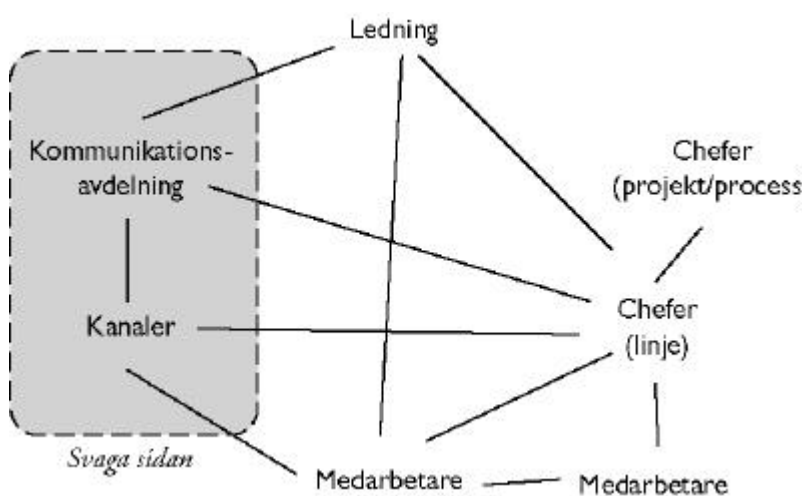 Ledning
Kommunikations-
avdelning
Chefer
(projekt/process
Kanaler
Chefer
(linje)
Svaga sidan
Medarbetare
Medarbetare